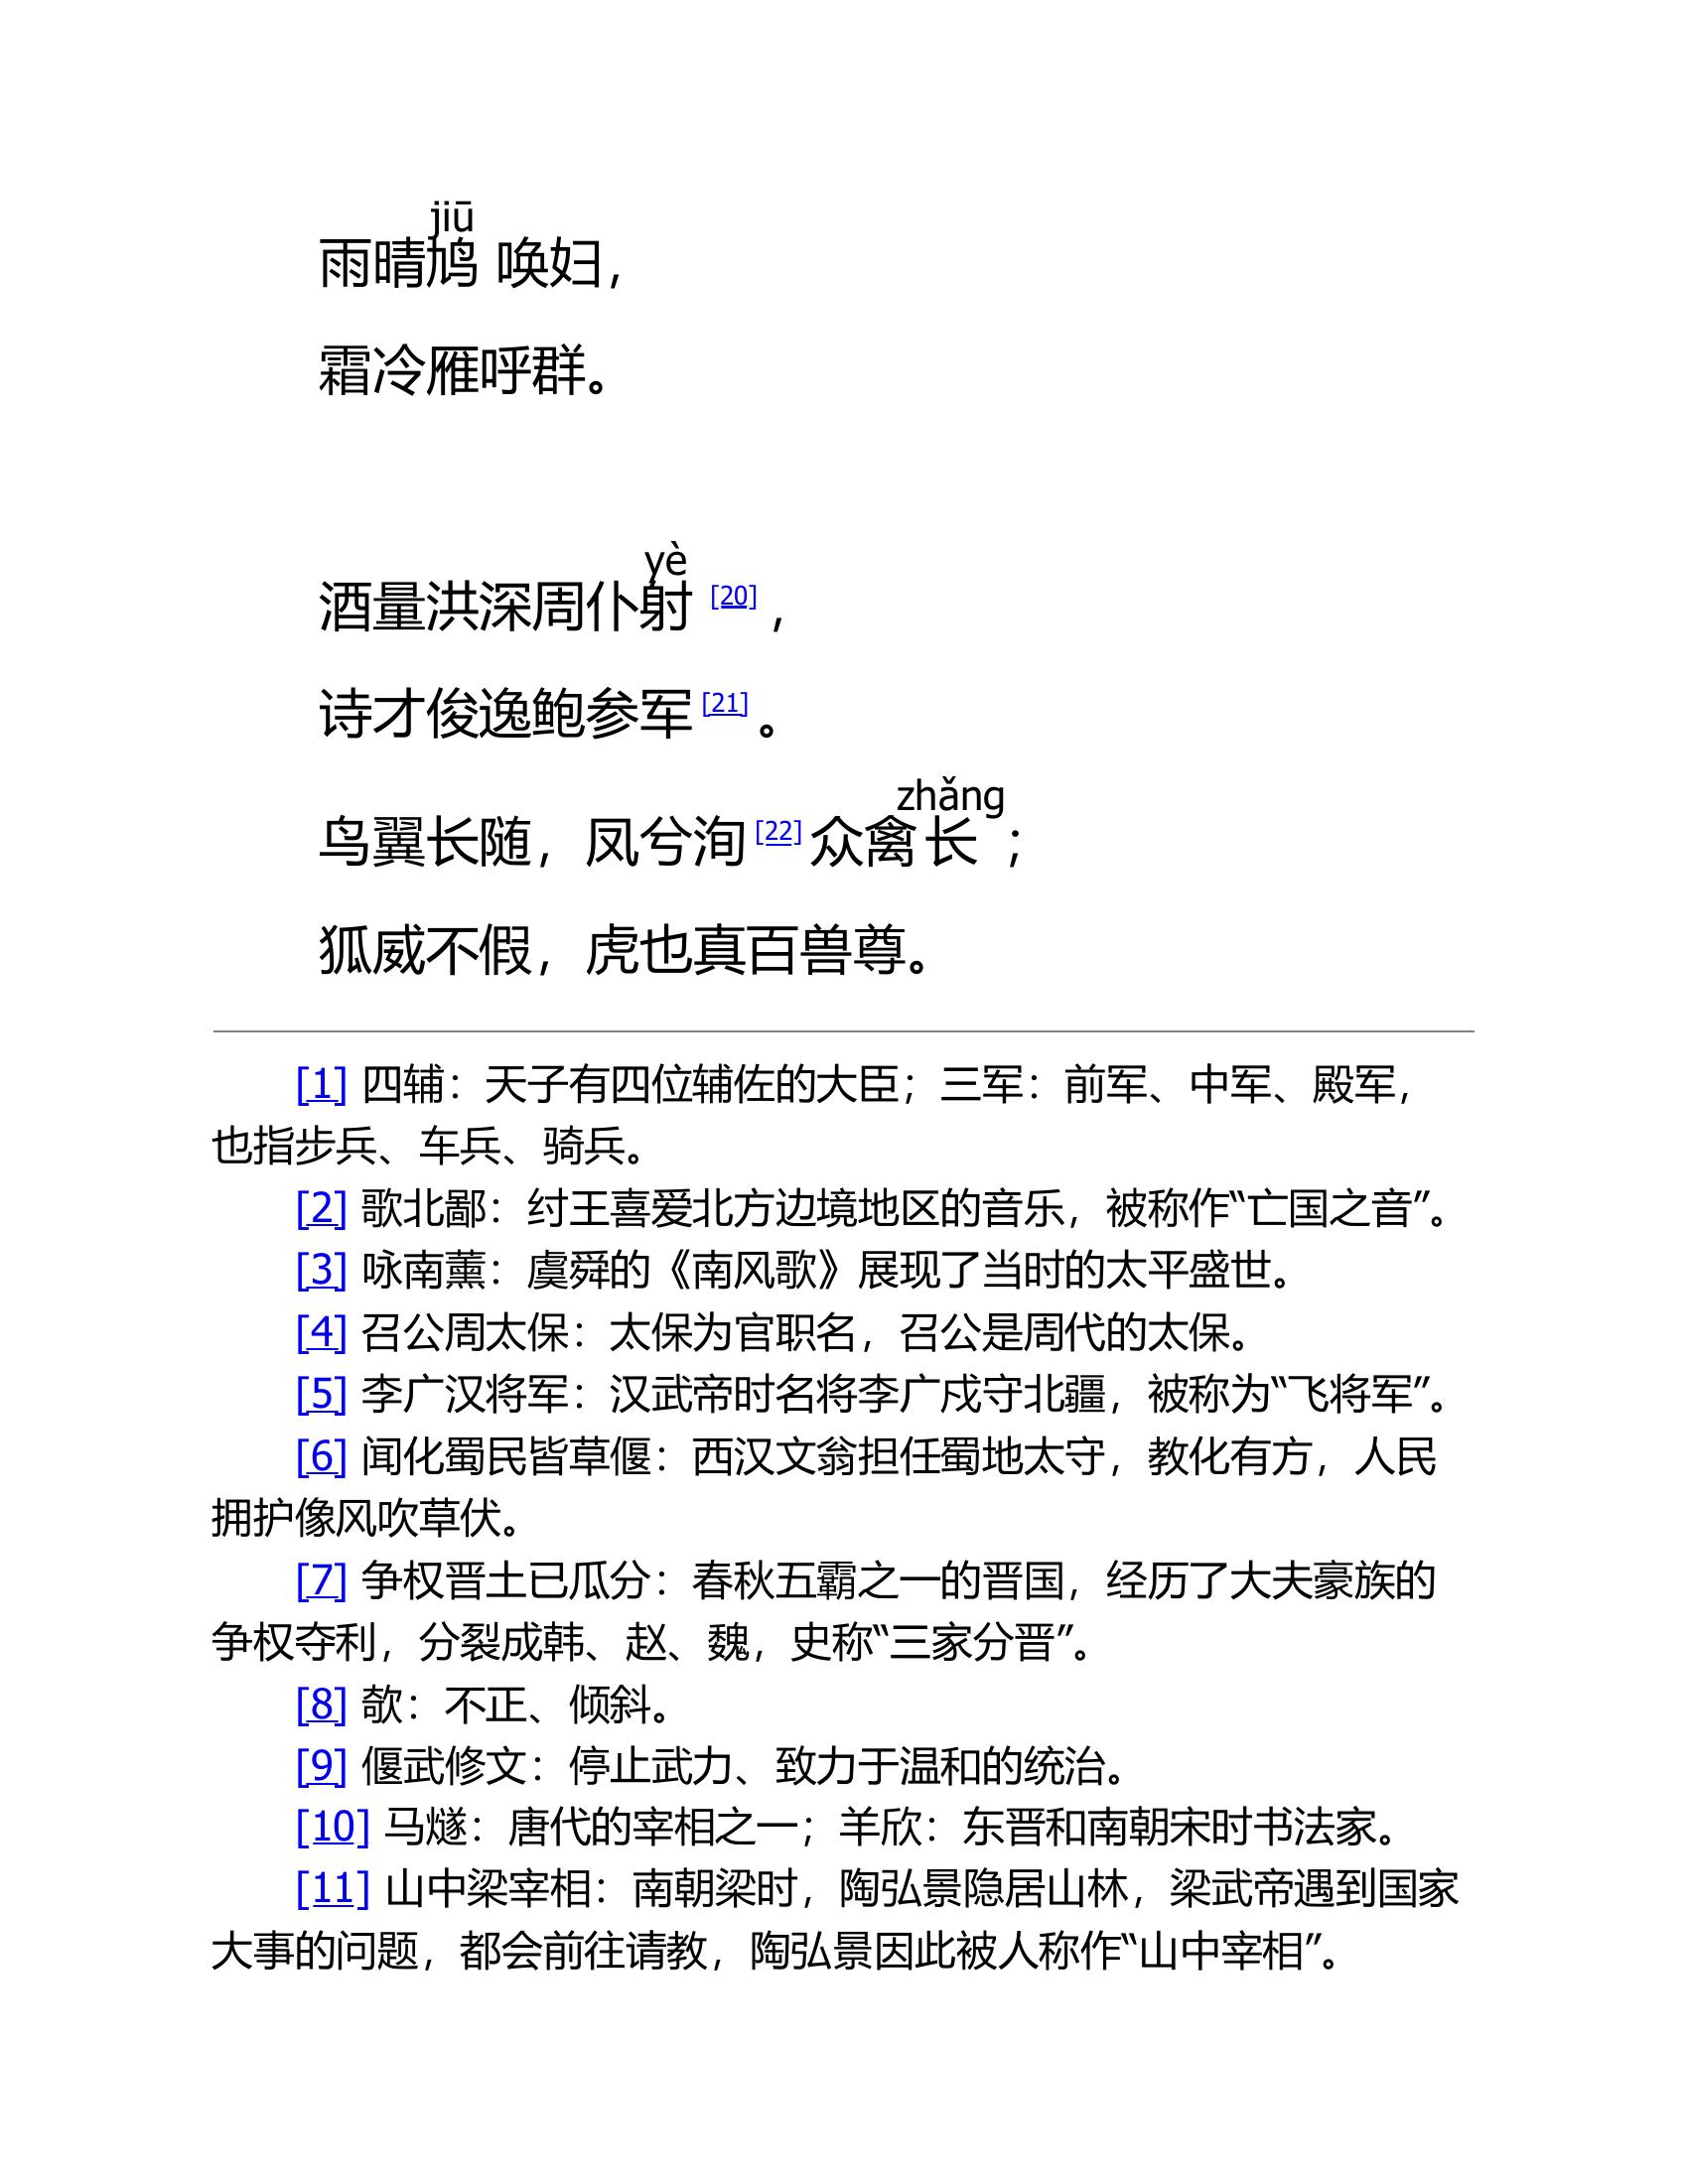 jiū
雨晴鸠 唤妇，
霜冷雁呼群。
yè
酒量洪深周仆射 [20]，
诗才俊逸鲍参军[21]。
zhǎng
鸟翼长随，凤兮洵[22]众禽长；
狐威不假，虎也真百兽尊。
[1] 四辅：天子有四位辅佐的大臣；三军：前军、中军、殿军，
也指步兵、车兵、骑兵。
[2] 歌北鄙：纣王喜爱北方边境地区的音乐，被称作“亡国之音”。
[3] 咏南薰：虞舜的《南风歌》展现了当时的太平盛世。
[4] 召公周太保：太保为官职名，召公是周代的太保。
[5] 李广汉将军：汉武帝时名将李广戍守北疆，被称为“飞将军”。
[6] 闻化蜀民皆草偃：西汉文翁担任蜀地太守，教化有方，人民
拥护像风吹草伏。
[7] 争权晋土已瓜分：春秋五霸之一的晋国，经历了大夫豪族的
争权夺利，分裂成韩、赵、魏，史称“三家分晋”。
[8] 欹：不正、倾斜。
[9] 偃武修文：停止武力、致力于温和的统治。
[10] 马燧：唐代的宰相之一；羊欣：东晋和南朝宋时书法家。
[11] 山中梁宰相：南朝梁时，陶弘景隐居山林，梁武帝遇到国家
大事的问题，都会前往请教，陶弘景因此被人称作“山中宰相”。